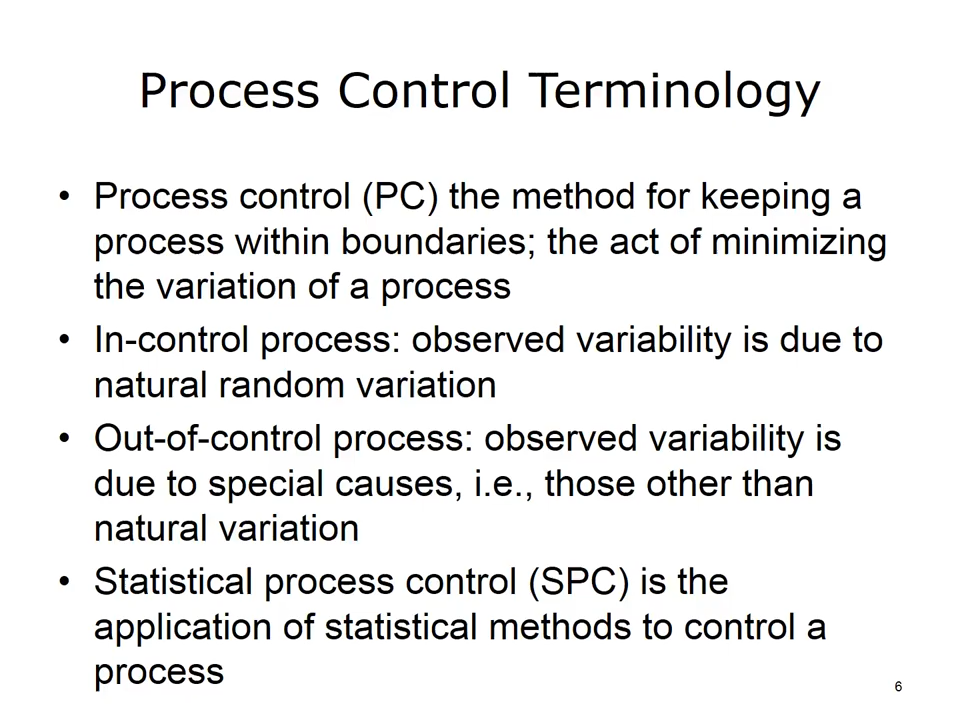 Process Control Terminology
• Process control (PC) the method for keeping a
process within boundaries; the act of minimizing
the variation of a process
• In-control process: observed variability is due to
natural random variation
• Out-of-control process: observed variability is
due to special causes, i.e., those other than
natural variation
• Statistical process control (SPC) is the
application of statistical methods to control a
process
6